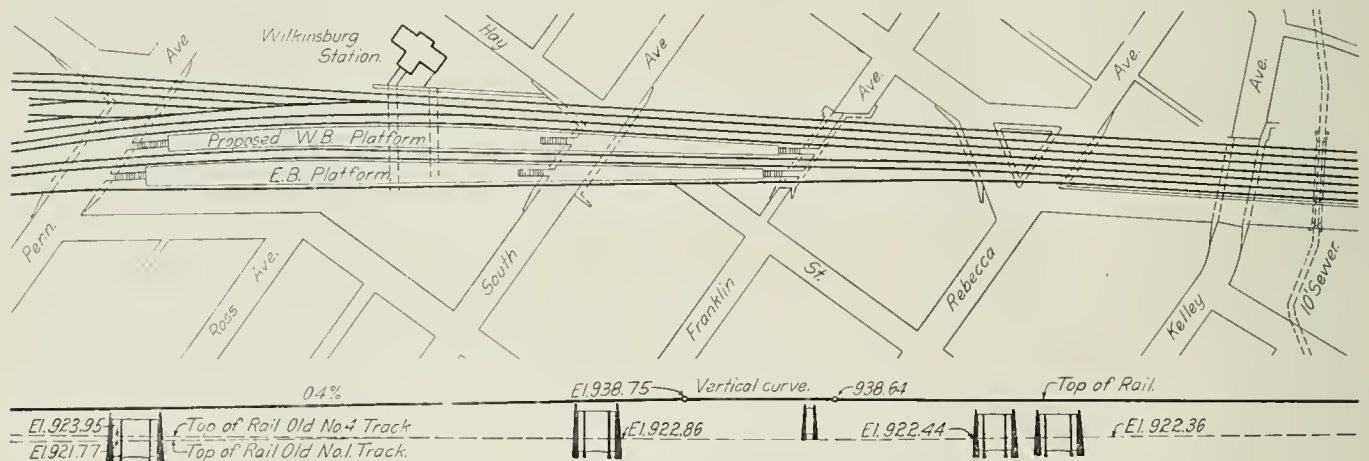 Wilkinsburg
Station.
Hay
Ave
Ave
Ave.
Ave.
Ave.
Proposed W.B. Platform
E.B. Platform
Penn.
Ross Ave.
South
Franklin
St.
Rebecca
Kelley
10' Sewer.
0.4%
El.938.75
Vertical curve.
938.64
Top of Rail.
El.923.95
Top of Rail Old No.4 Track
El.922.86
El.922.44
El.922.36
El.921.77
Top of Rail Old No.1. Track.